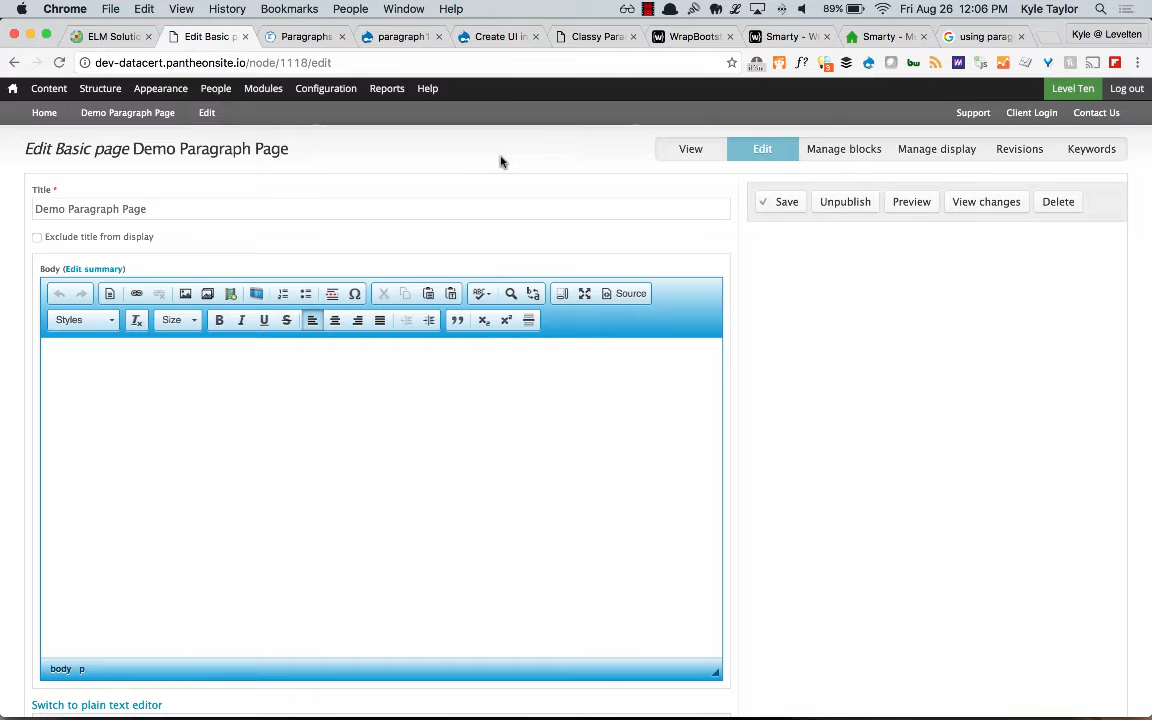 Chrome File Edit View History Bookmarks People Window Help 89% Fri Aug 26 12:06 PM Kyle Taylor
ELM Solutio Edit Basic p Paragraphs paragraph1 Create UI in Classy Para WrapBoots Smarty - W Smarty - M using parag Kyle @ Levelten
dev-datacert.pantheonsite.io/node/1118/edit
Content Structure Appearance People Modules Configuration Reports Help Level Ten Log out
Home Demo Paragraph Page Edit Support Client Login Contact Us
Edit Basic page Demo Paragraph Page View Edit Manage blocks Manage display Revisions Keywords
Title *
Save Unpublish Preview View changes Delete
Demo Paragraph Page
Exclude title from display
Body (Edit summary)
Source
Styles Size B I U S
body p
Switch to plain text editor